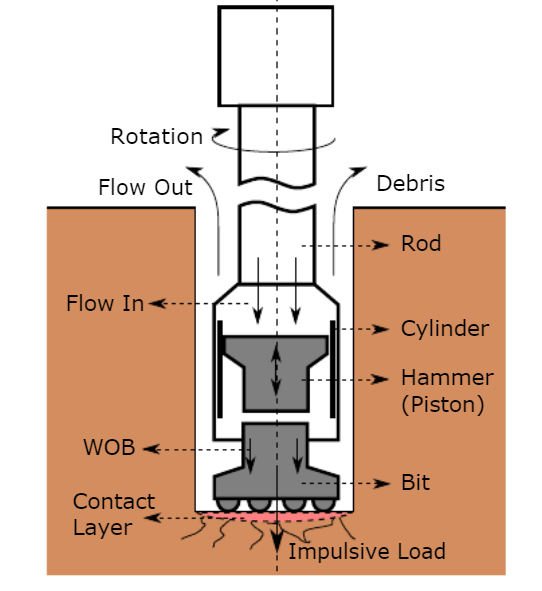 Rotation
Flow Out
Debris
Rod
Flow In
Cylinder
Hammer
(Piston)
WOB
Bit
Contact
Layer
Impulsive Load